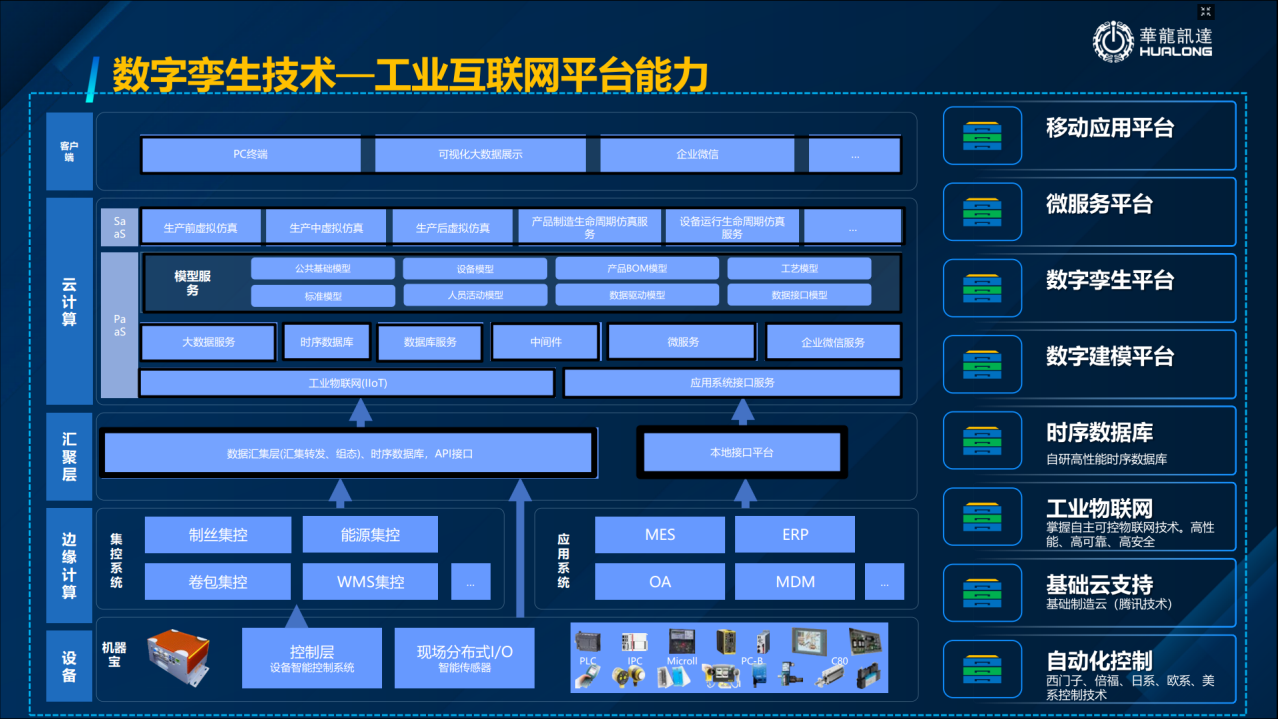 華龍訊達
HUALONG
数字孪生技术—工业互联网平台能力
客户
端
PC终端
可视化大数据展示
企业微信
...
云计算
Sa
aS
生产前虚拟仿真
生产中虚拟仿真
生产后虚拟仿真
产品制造生命周期仿真服
务
设备运行生命周期仿真
服务
...
Pa
aS
模型服
务
公共基础模型
设备模型
产品BOM模型
工艺模型
标准模型
人员活动模型
数据驱动模型
数据接口模型
大数据服务
时序数据库
数据库服务
中间件
微服务
企业微信服务
工业物联网(IIoT)
应用系统接口服务
汇聚层
数据汇集层(汇集转发、组态)、时序数据库，API接口
本地接口平台
边缘计算
集控系统
制丝集控
能源集控
卷包集控
WMS集控
...
应用系统
MES
ERP
OA
MDM
...
设备
机器
宝
控制层
设备智能控制系统
现场分布式I/O
智能传感器
PLC
IPC
Microll
PC-B
C80
移动应用平台
微服务平台
数字孪生平台
数字建模平台
时序数据库
自研高性能时序数据库
工业物联网
掌握自主可控物联网技术。高性
能、高可靠、高安全
基础云支持
基础制造云（腾讯技术）
自动化控制
西门子、倍福、日系、欧系、美
系控制技术